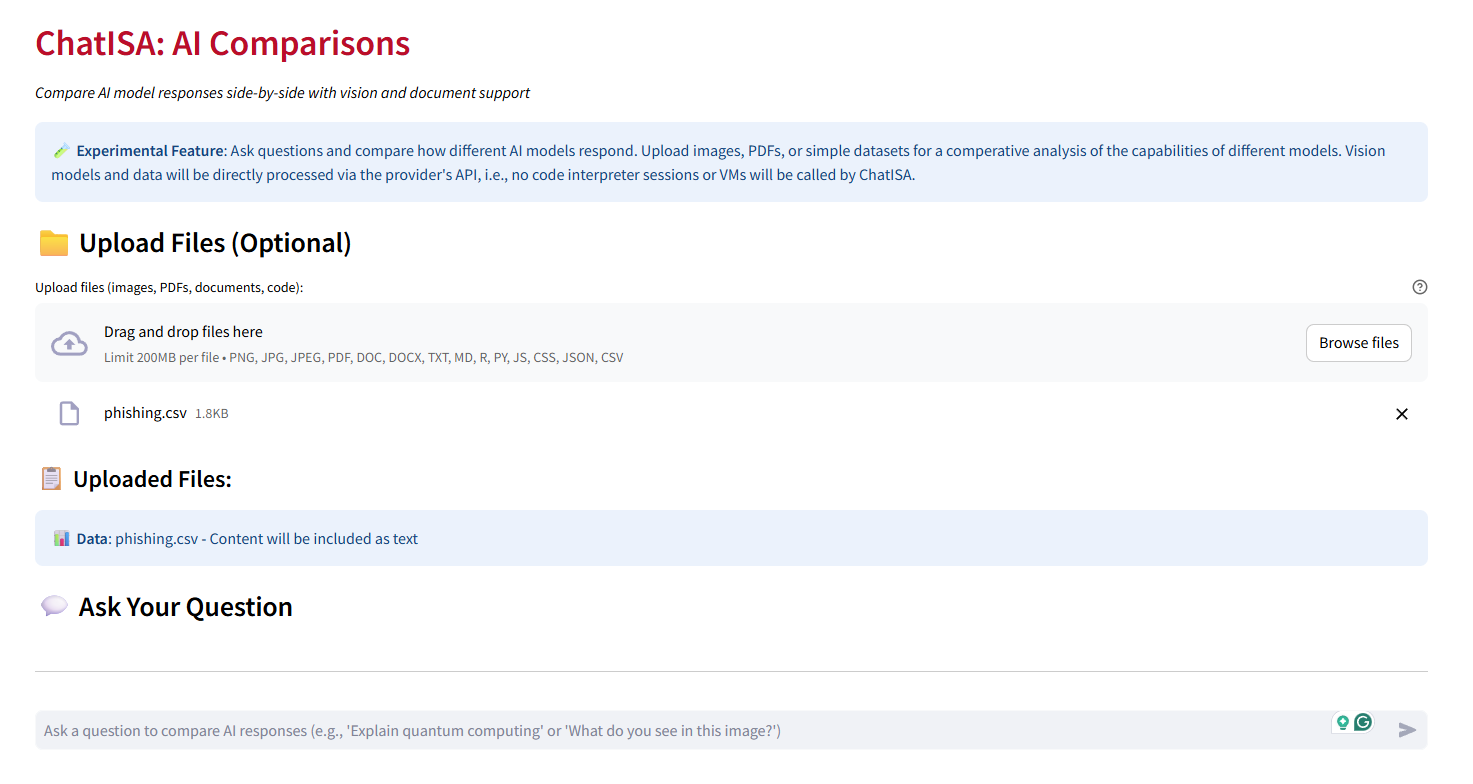 ChatISA: AI Comparisons
Compare AI model responses side-by-side with vision and document support
Experimental Feature: Ask questions and compare how different AI models respond. Upload images, PDFs, or simple datasets for a comperative analysis of the capabilities of different models. Vision
models and data will be directly processed via the provider's API, i.e., no code interpreter sessions or VMs will be called by ChatISA.
Upload Files (Optional)
Upload files (images, PDFs, documents, code):
Drag and drop files here
Limit 200MB per file • PNG, JPG, JPEG, PDF, DOC, DOCX, TXT, MD, R, PY, JS, CSS, JSON, CSV
Browse files
phishing.csv 1.8KB
Uploaded Files:
Data: phishing.csv - Content will be included as text
Ask Your Question
Ask a question to compare AI responses (e.g., 'Explain quantum computing' or 'What do you see in this image?')